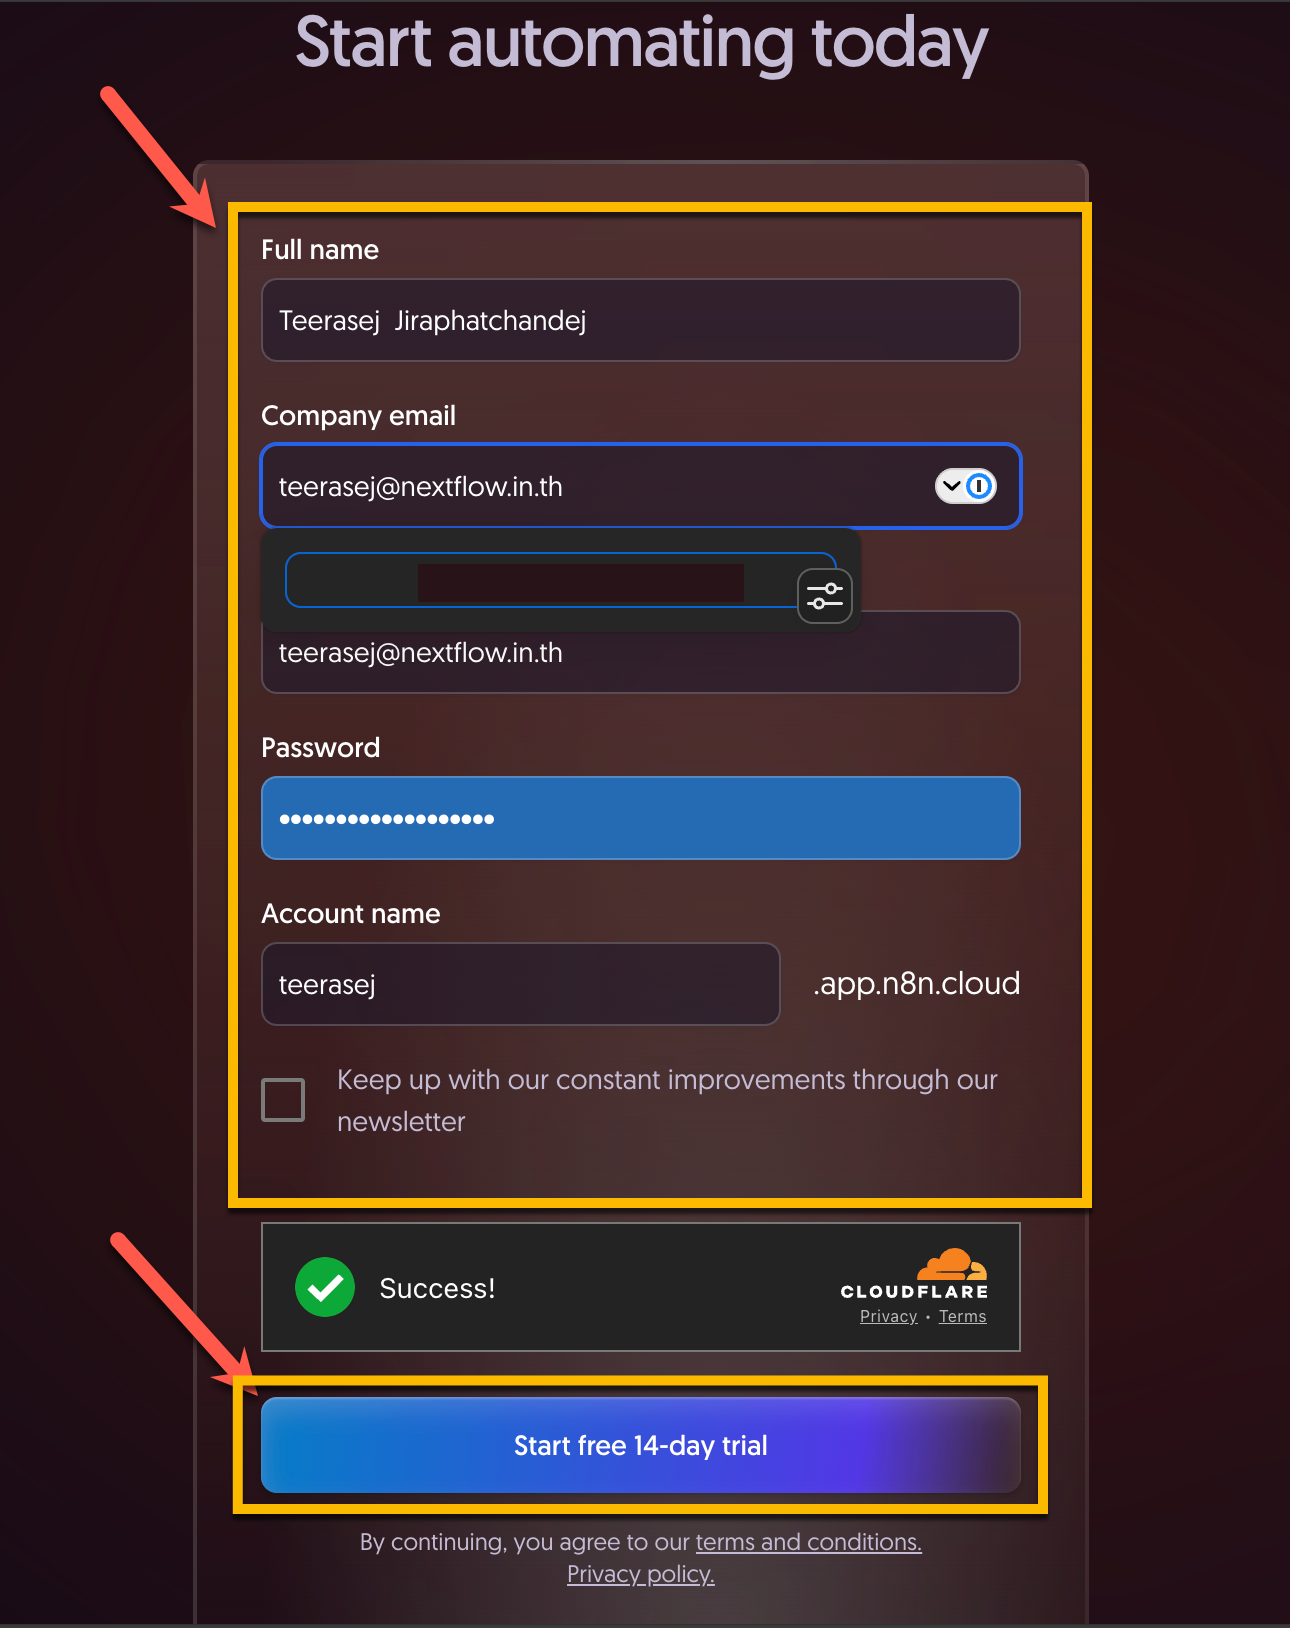 Start automating today
Full name
Teerasej  Jiraphatchandej
Company email
teerasej@nextflow.in.th
teerasej@nextflow.in.th
Password
Account name
teerasej
.app.n8n.cloud
Keep up with our constant improvements through our
newsletter
Success!
CLOUDFLARE
Privacy • Terms
Start free 14-day trial
By continuing, you agree to our terms and conditions.
Privacy policy.